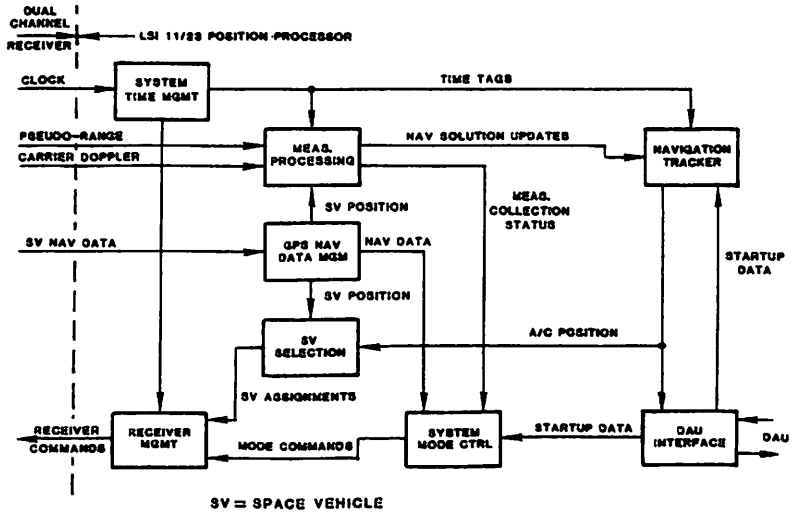 DUAL
CHANNEL
RECEIVER
LSI 11/23 POSITION-PROCESSOR
CLOCK
SYSTEM
TIME MGMT
TIME TAGS
PSEUDO-RANGE
CARRIER DOPPLER
MEAS.
PROCESSING
NAV SOLUTION UPDATES
NAVIGATION
TRACKER
SV POSITION
MEAS.
COLLECTION
STATUS
SV NAV DATA
GPS NAV
DATA MGM
NAV DATA
STARTUP
DATA
SV POSITION
SV
SELECTION
A/C POSITION
SV ASSIGNMENTS
RECEIVER
COMMANDS
RECEIVER
MGMT
MODE COMMANDS
SYSTEM
MODE CTRL
STARTUP DATA
DAU
INTERFACE
DAU
SV = SPACE VEHICLE